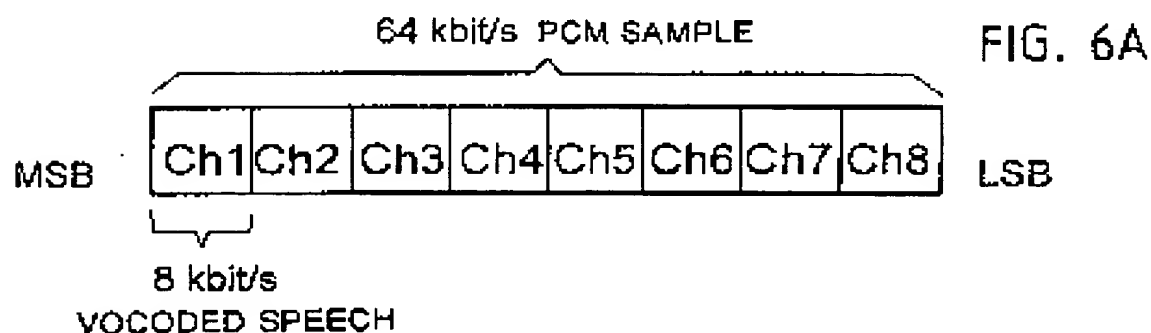 64 kbit/s PCM SAMPLE
FIG. 6A
MSB Ch1 Ch2 Ch3 Ch4 Ch5 Ch6 Ch7 Ch8 LSB
8 kbit/s
VOCODED SPEECH